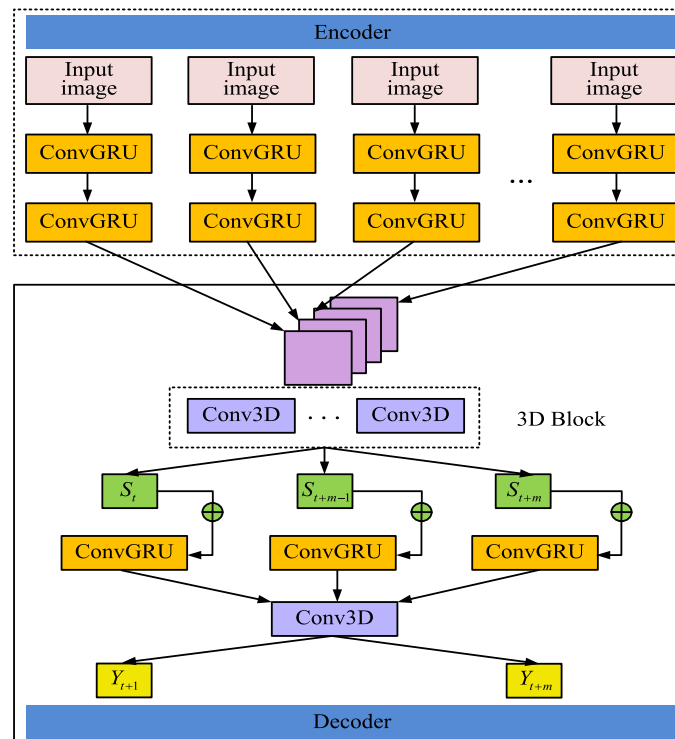 Encoder
Input image Input image Input image Input image
ConvGRU ConvGRU ConvGRU ConvGRU
...
ConvGRU ConvGRU ConvGRU ConvGRU
Conv3D . . . Conv3D
3D Block
S_t S_{t+m−1} S_{t+m}
ConvGRU ConvGRU ConvGRU
Conv3D
Y_{t+1} Y_{t+m}
Decoder